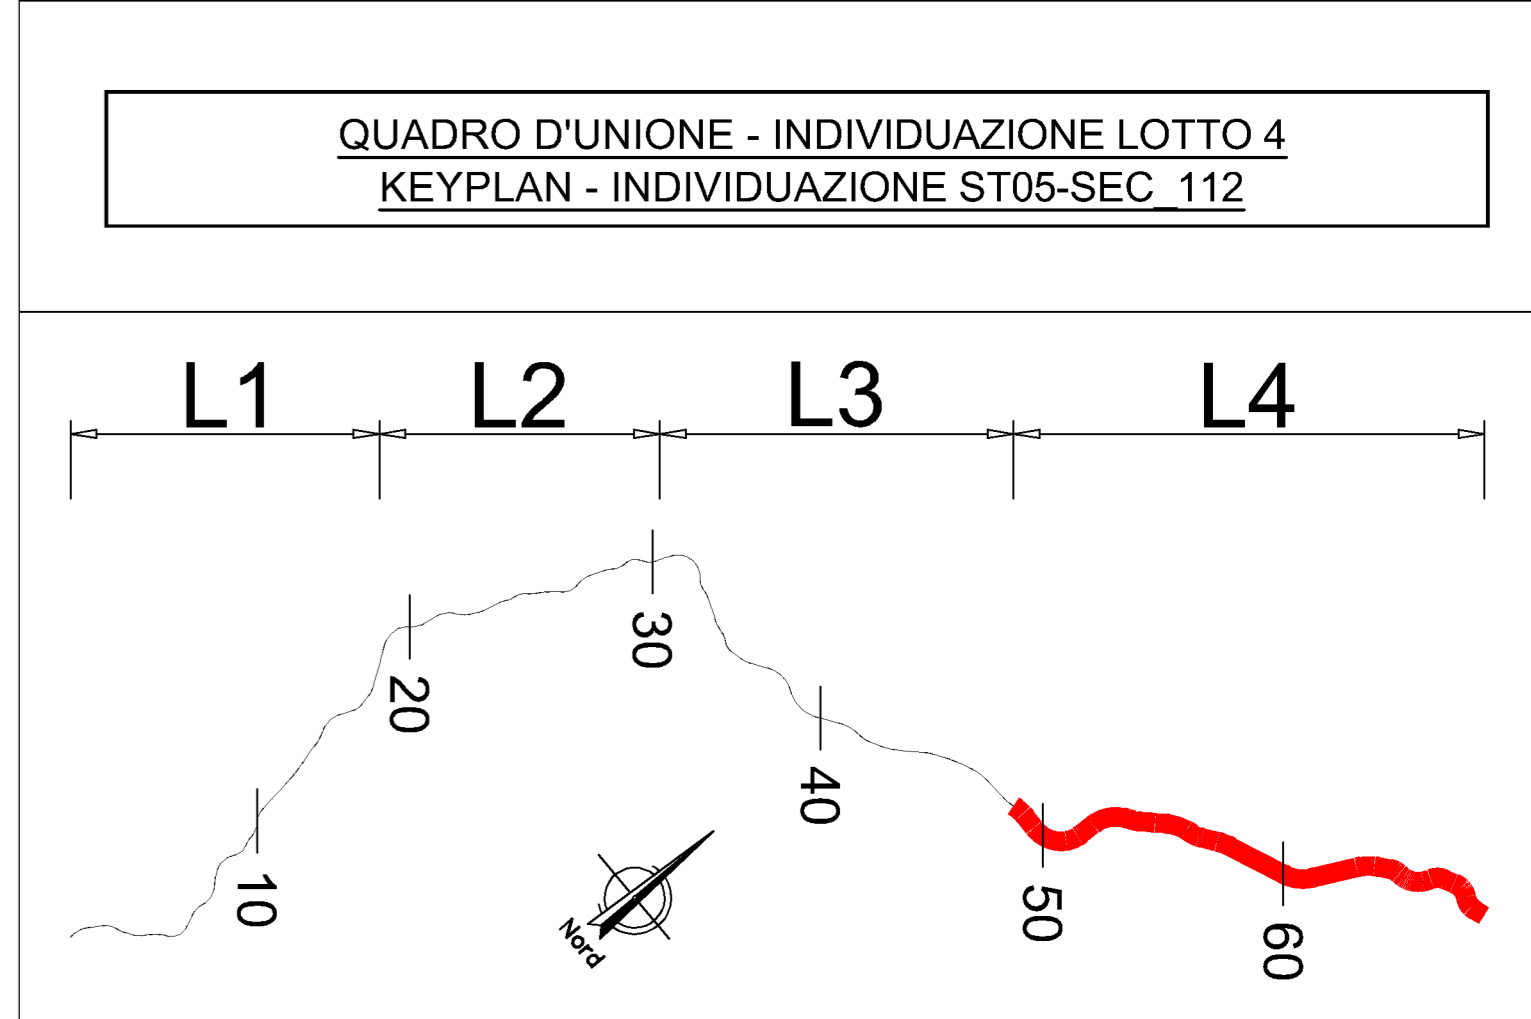 QUADRO D'UNIONE - INDIVIDUAZIONE LOTTO 4
KEYPLAN - INDIVIDUAZIONE ST05-SEC_112
L1
L2
L3
L4
30
20
40
10
50
60
Nord